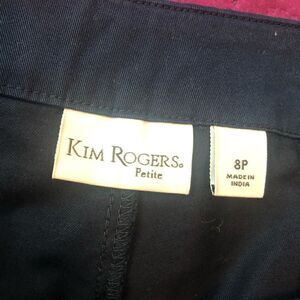 KIM ROGERS®
Petite
8P
MADE IN
INDIA